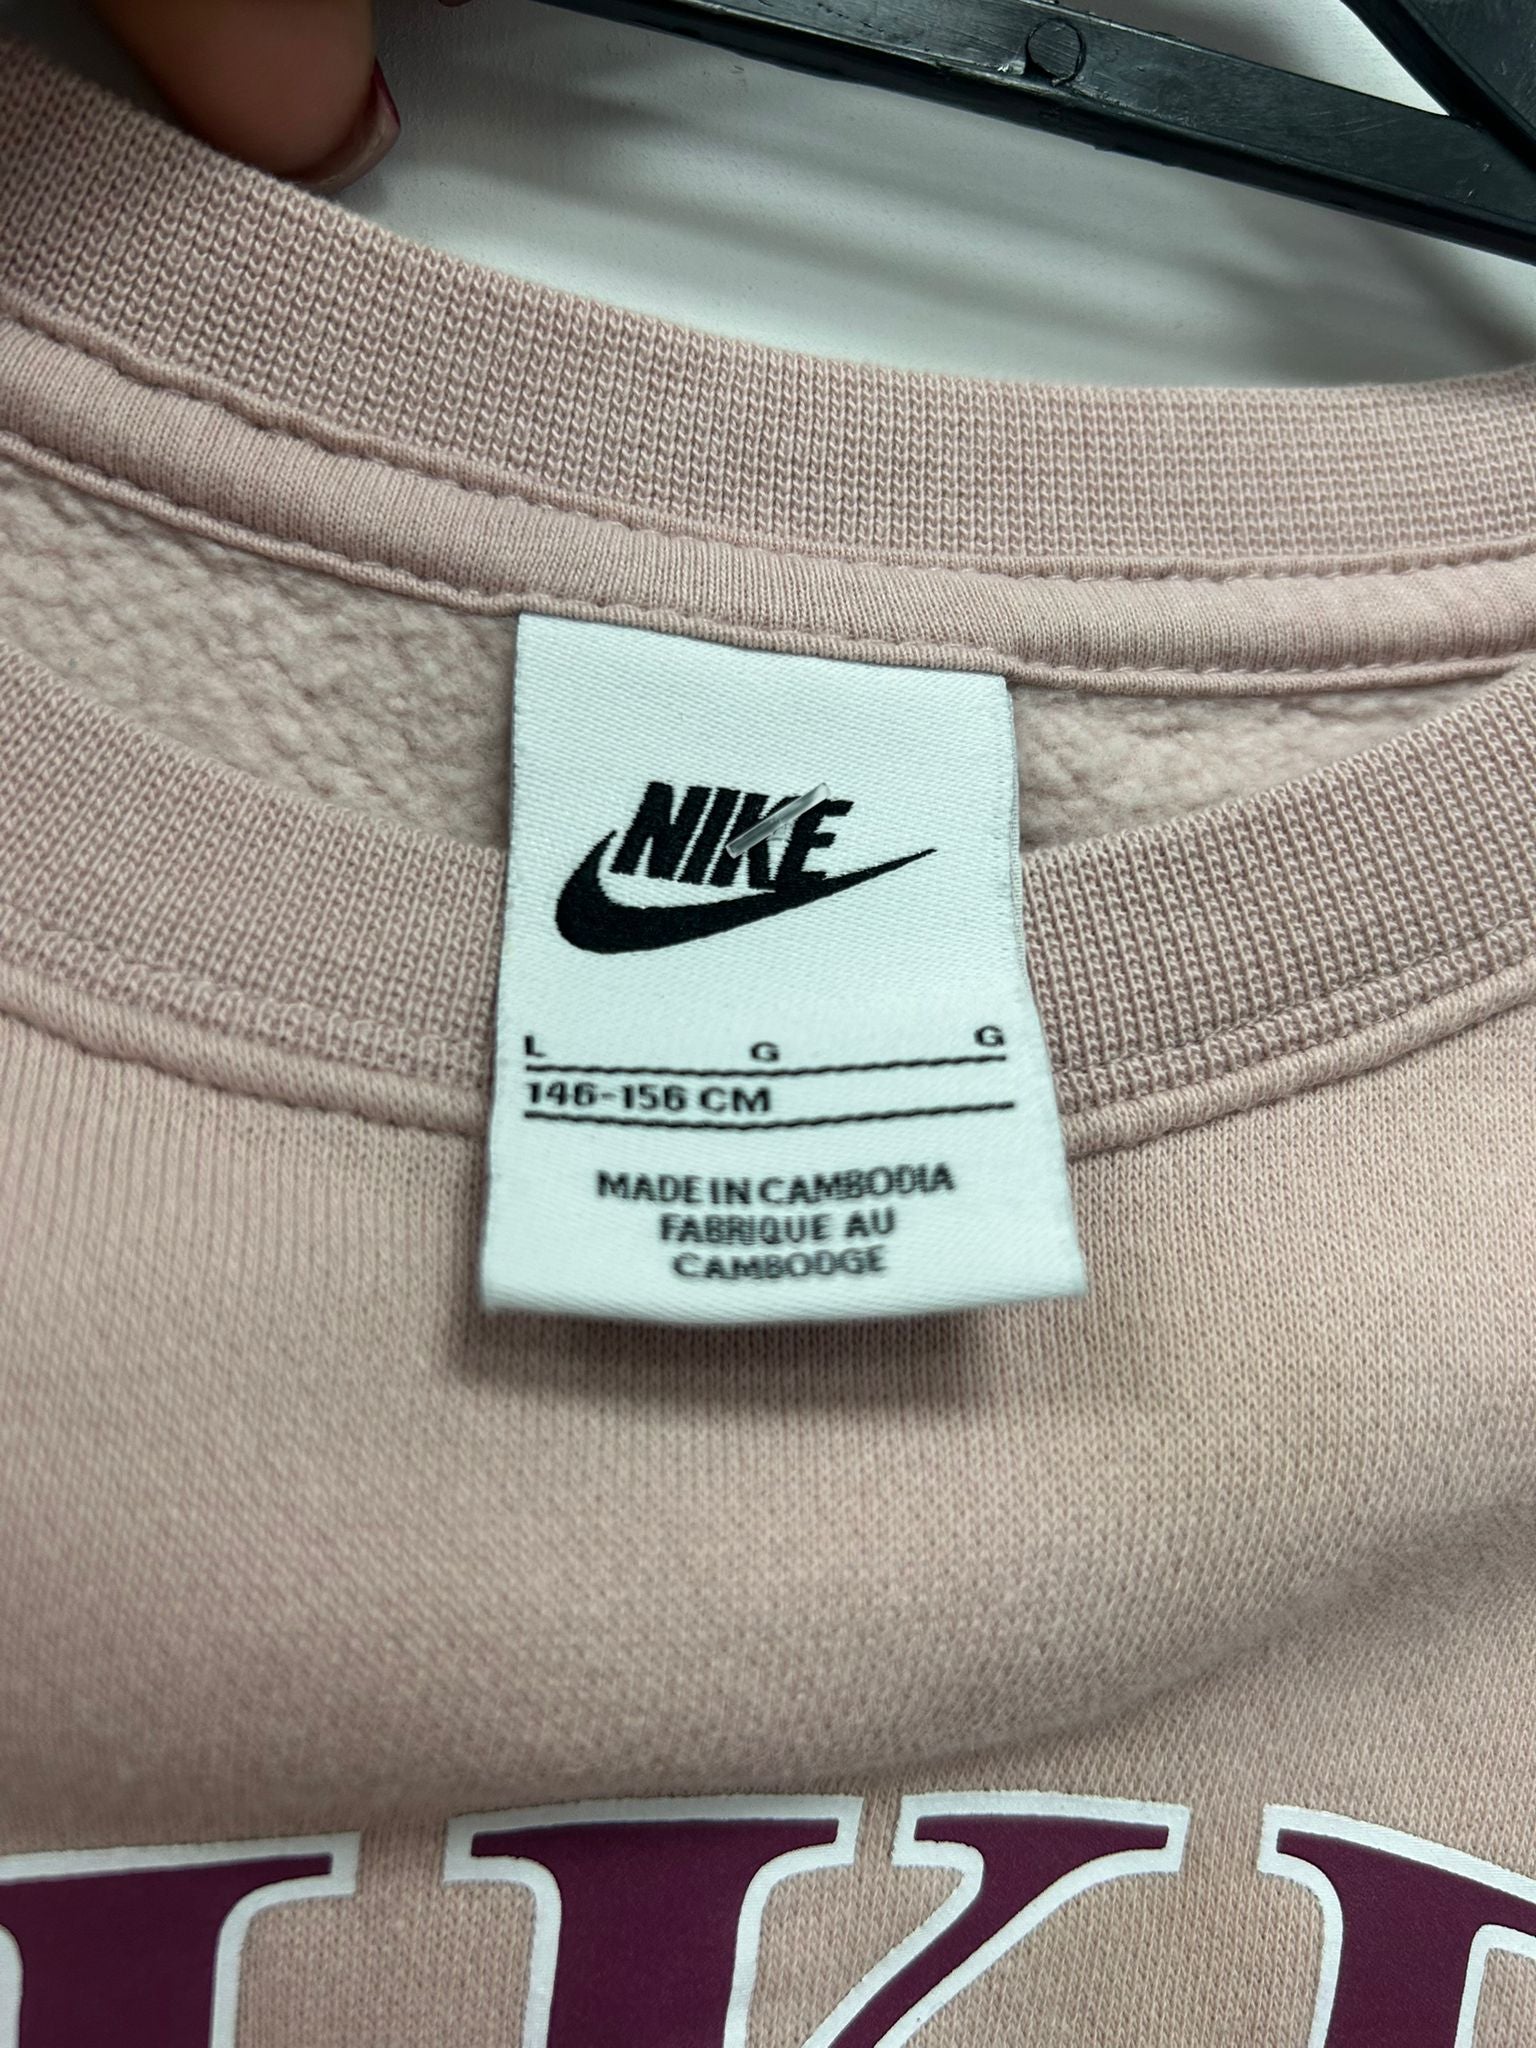 NIKE
L G G
146-156 CM
MADE IN CAMBODIA
FABRIQUE AU
CAMBODGE